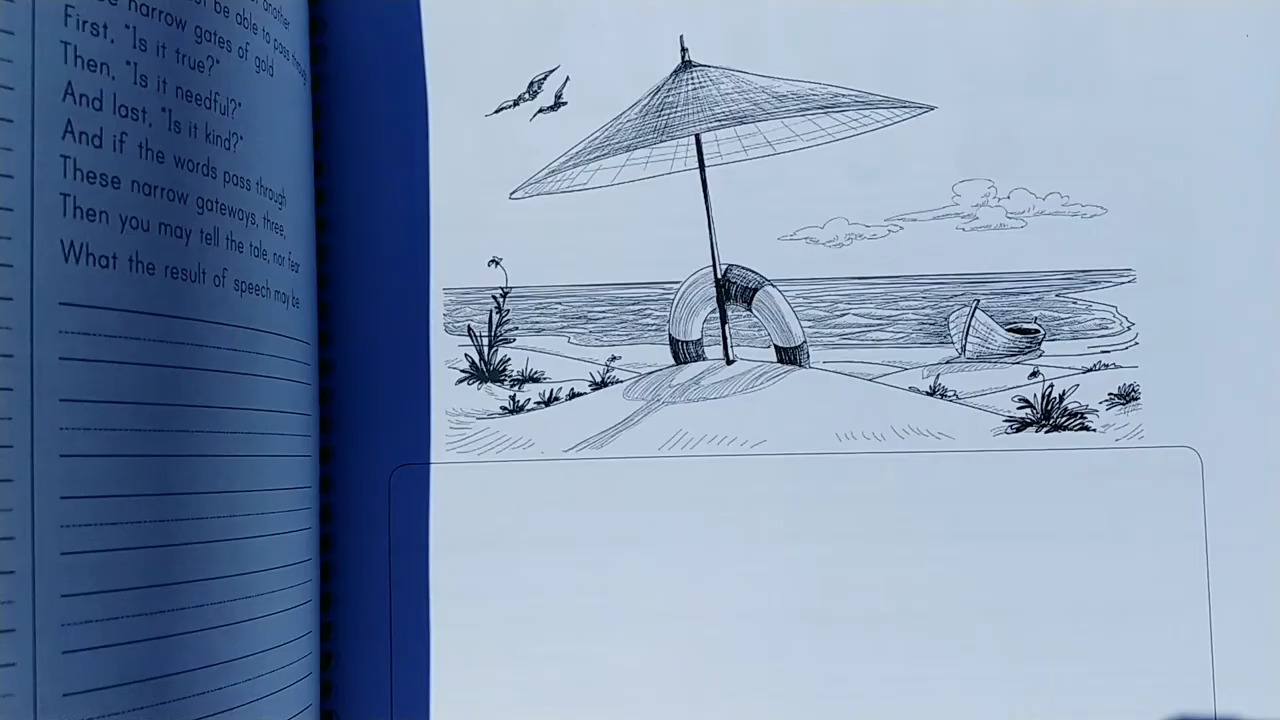 another
be able to pass through
narrow gates of gold
First, "Is it true?"
Then, "Is it needful?"
And last, "Is it kind?"
And if the words pass through
These narrow gateways, three,
Then you may tell the tale, nor fear
What the result of speech may be.